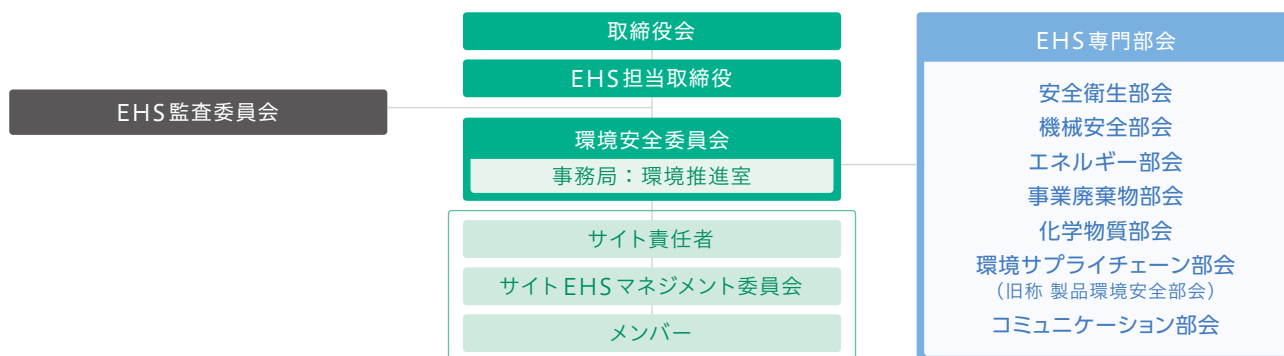 取締役会
EHS担当取締役
EHS監査委員会
環境安全委員会
事務局：環境推進室
サイト責任者
サイトEHSマネジメント委員会
メンバー
EHS専門部会
安全衛生部会
機械安全部会
エネルギー部会
事業廃棄物部会
化学物質部会
環境サプライチェーン部会
（旧称 製品環境安全部会）
コミュニケーション部会